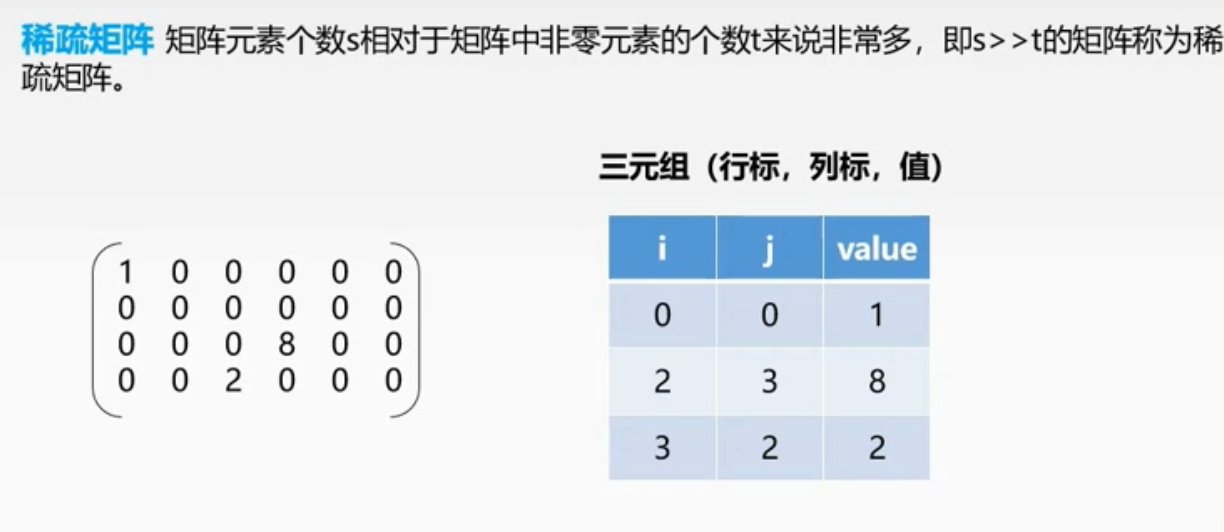 稀疏矩阵 矩阵元素个数s相对于矩阵中非零元素的个数t来说非常多，即s>>t的矩阵称为稀
疏矩阵。
三元组（行标，列标，值）
1 0 0 0 0 0
0 0 0 0 0 0
0 0 0 8 0 0
0 0 2 0 0 0
i j value
0 0 1
2 3 8
3 2 2